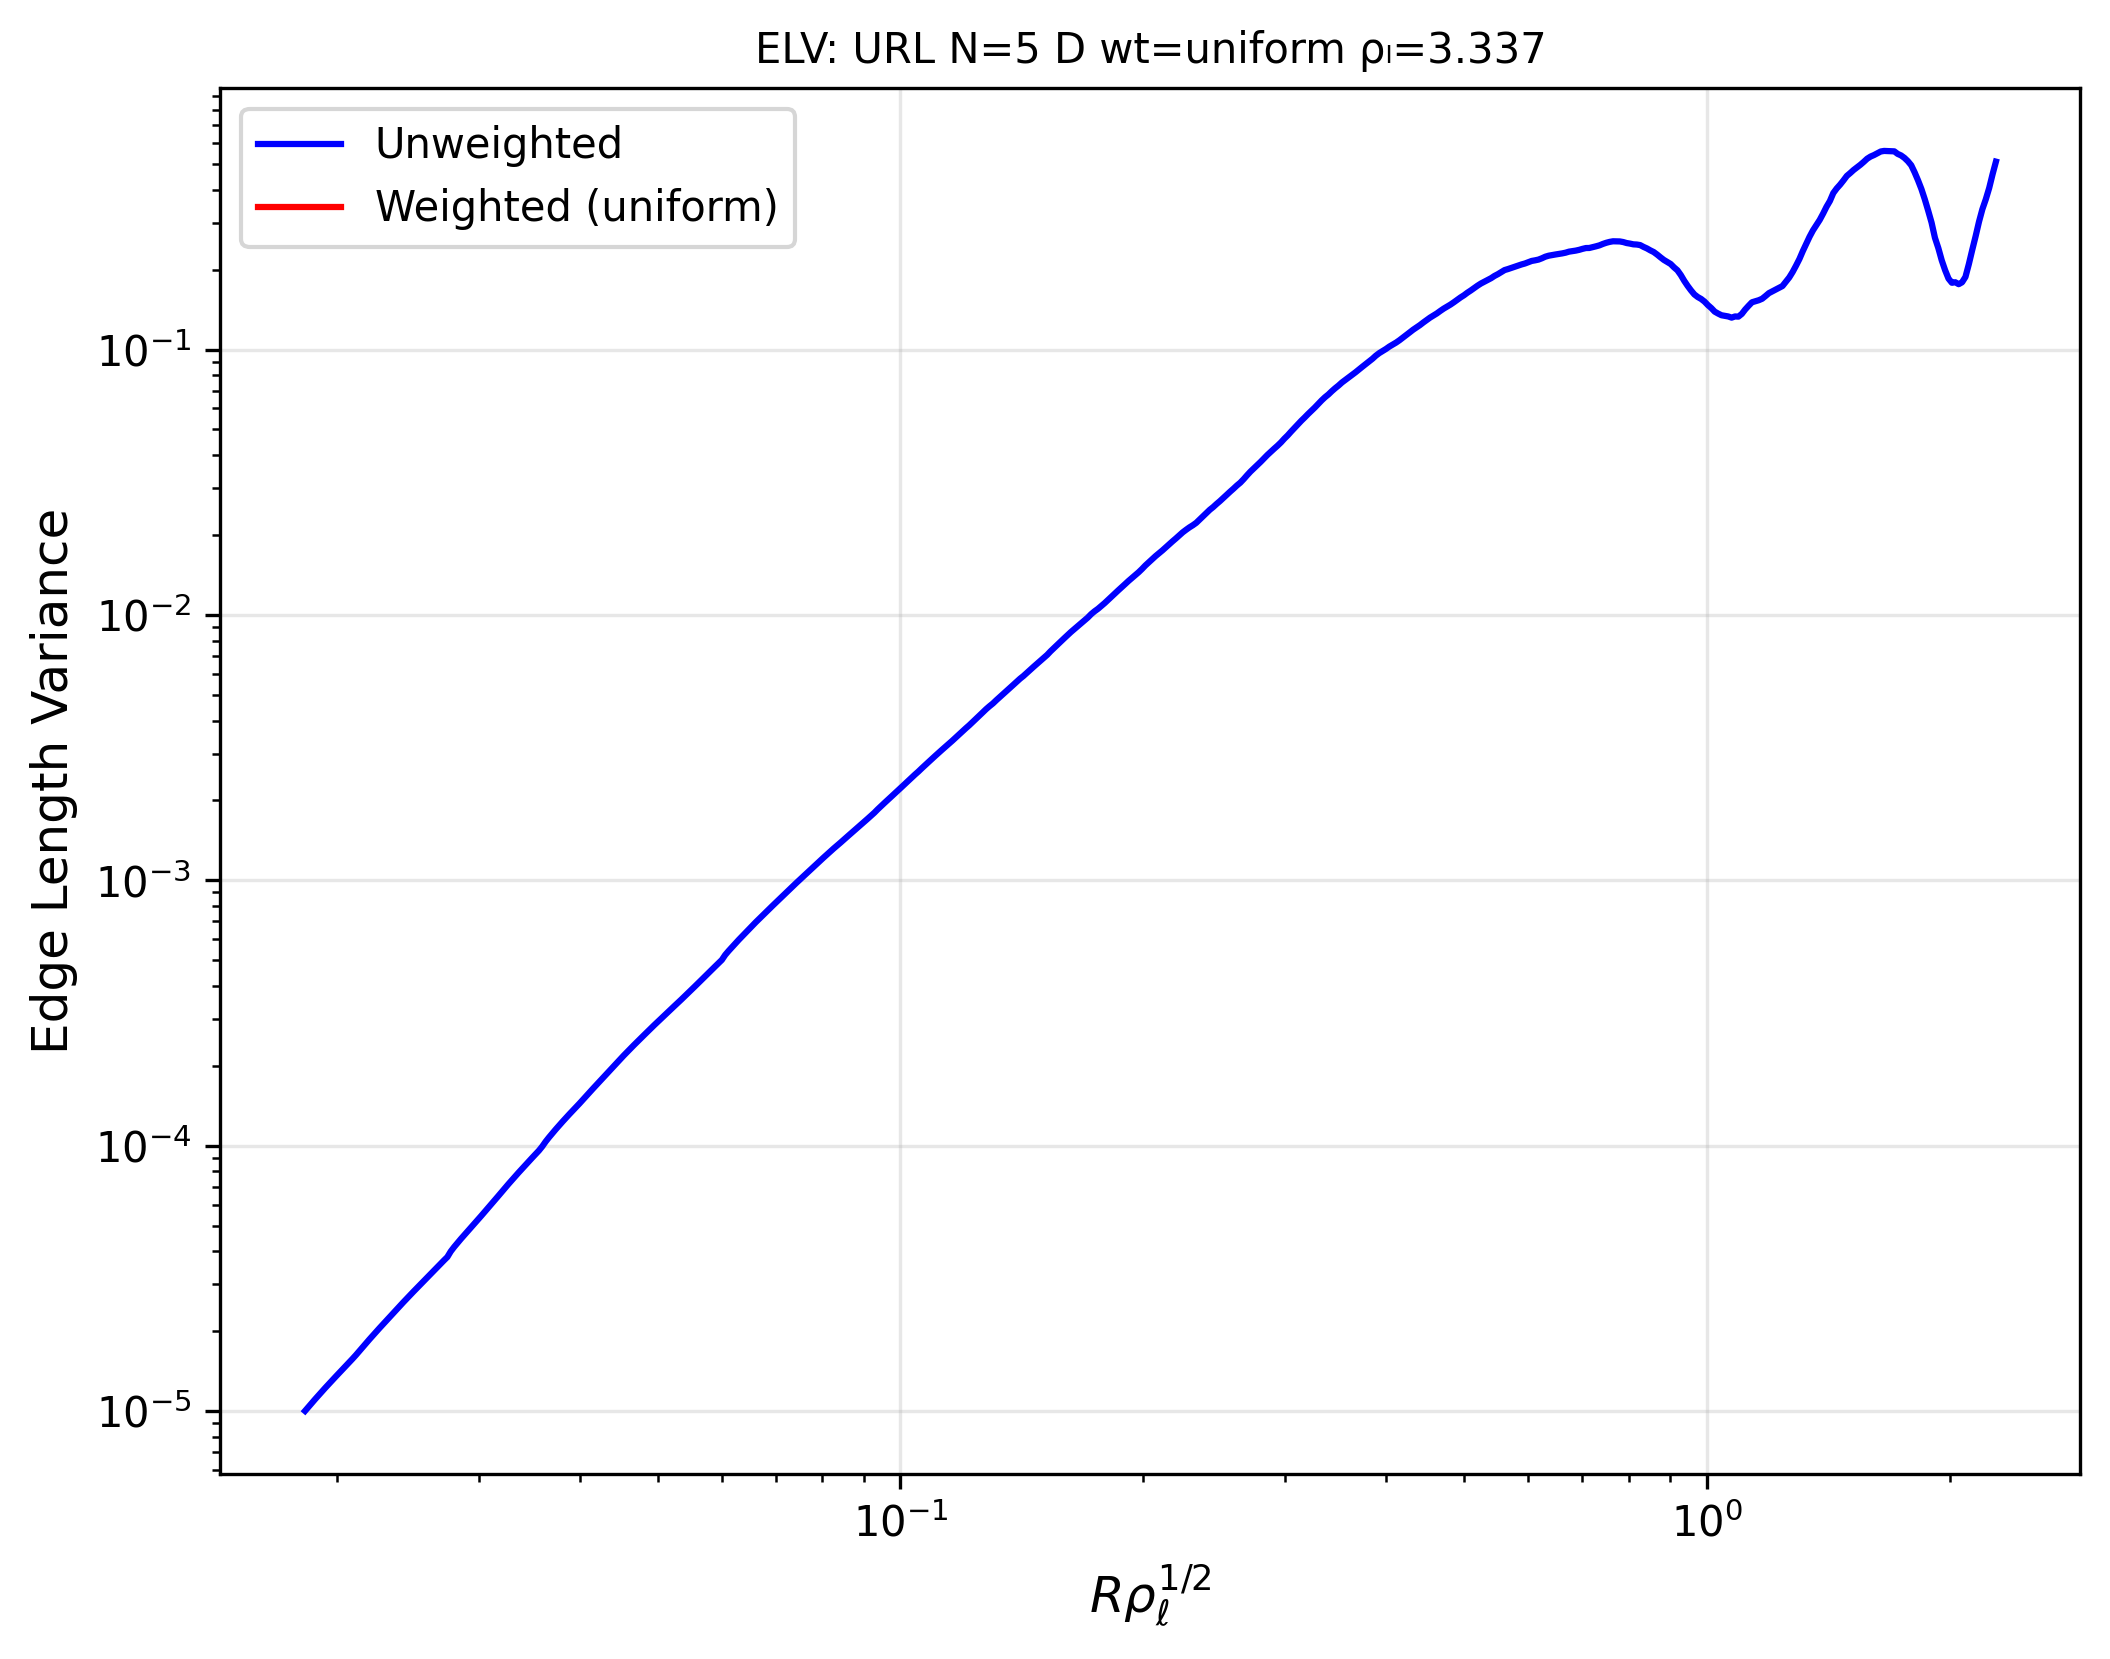 ELV: URL N=5 D wt=uniform ρₗ=3.337
Unweighted
Weighted (uniform)
Edge Length Variance
10⁻¹
10⁻²
10⁻³
10⁻⁴
10⁻⁵
10⁻¹
10⁰
Rρ_ℓ^{1/2}